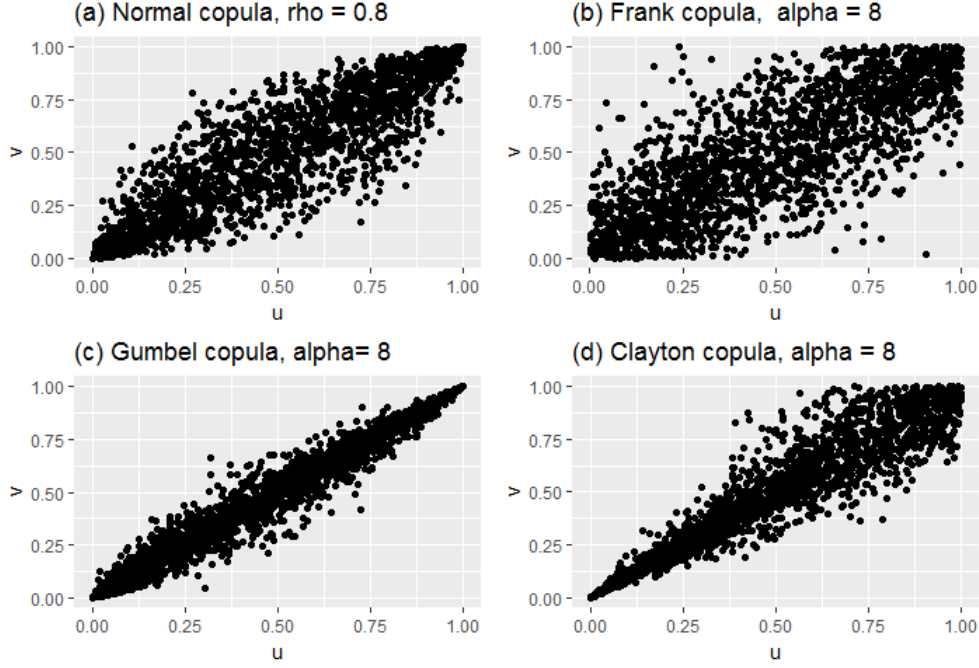 (a) Normal copula, rho = 0.8
1.00
0.75
0.50
0.25
0.00
v
0.00 0.25 0.50 0.75 1.00
u
(b) Frank copula,  alpha = 8
1.00
0.75
0.50
0.25
0.00
v
0.00 0.25 0.50 0.75 1.00
u
(c) Gumbel copula, alpha= 8
1.00
0.75
0.50
0.25
0.00
v
0.00 0.25 0.50 0.75 1.00
u
(d) Clayton copula, alpha = 8
1.00
0.75
0.50
0.25
0.00
v
0.00 0.25 0.50 0.75 1.00
u